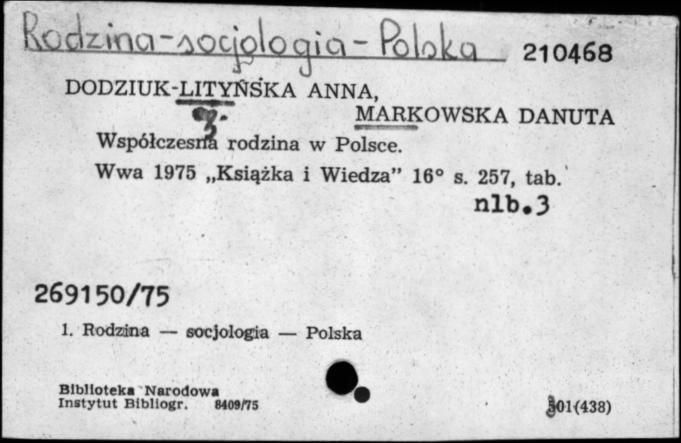 Rodzina-socjologia-Polska 210468
DODZIUK-LITYŃSKA ANNA,
MARKOWSKA DANUTA
Współczesna rodzina w Polsce.
Wwa 1975 „Książka i Wiedza” 16° s. 257, tab.
nlb.3
269150/75
1. Rodzina — socjologia — Polska
Biblioteka Narodowa
Instytut Bibliogr. 8409/75
301(438)